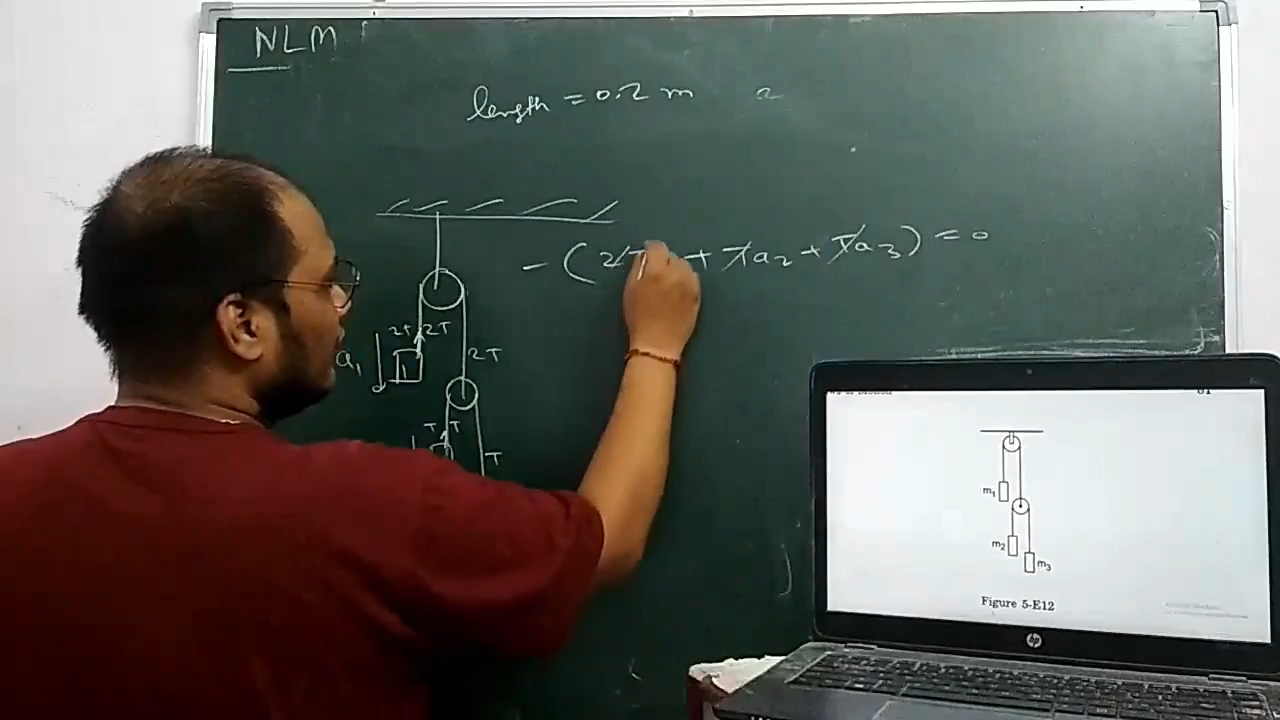 NLM
length = 0.2 m a
- (2T + Ta2 + Ta3) = 0
2T 2T
a1 1 2T
T T
T
m1
m2
m3
Figure 5-E12
hp